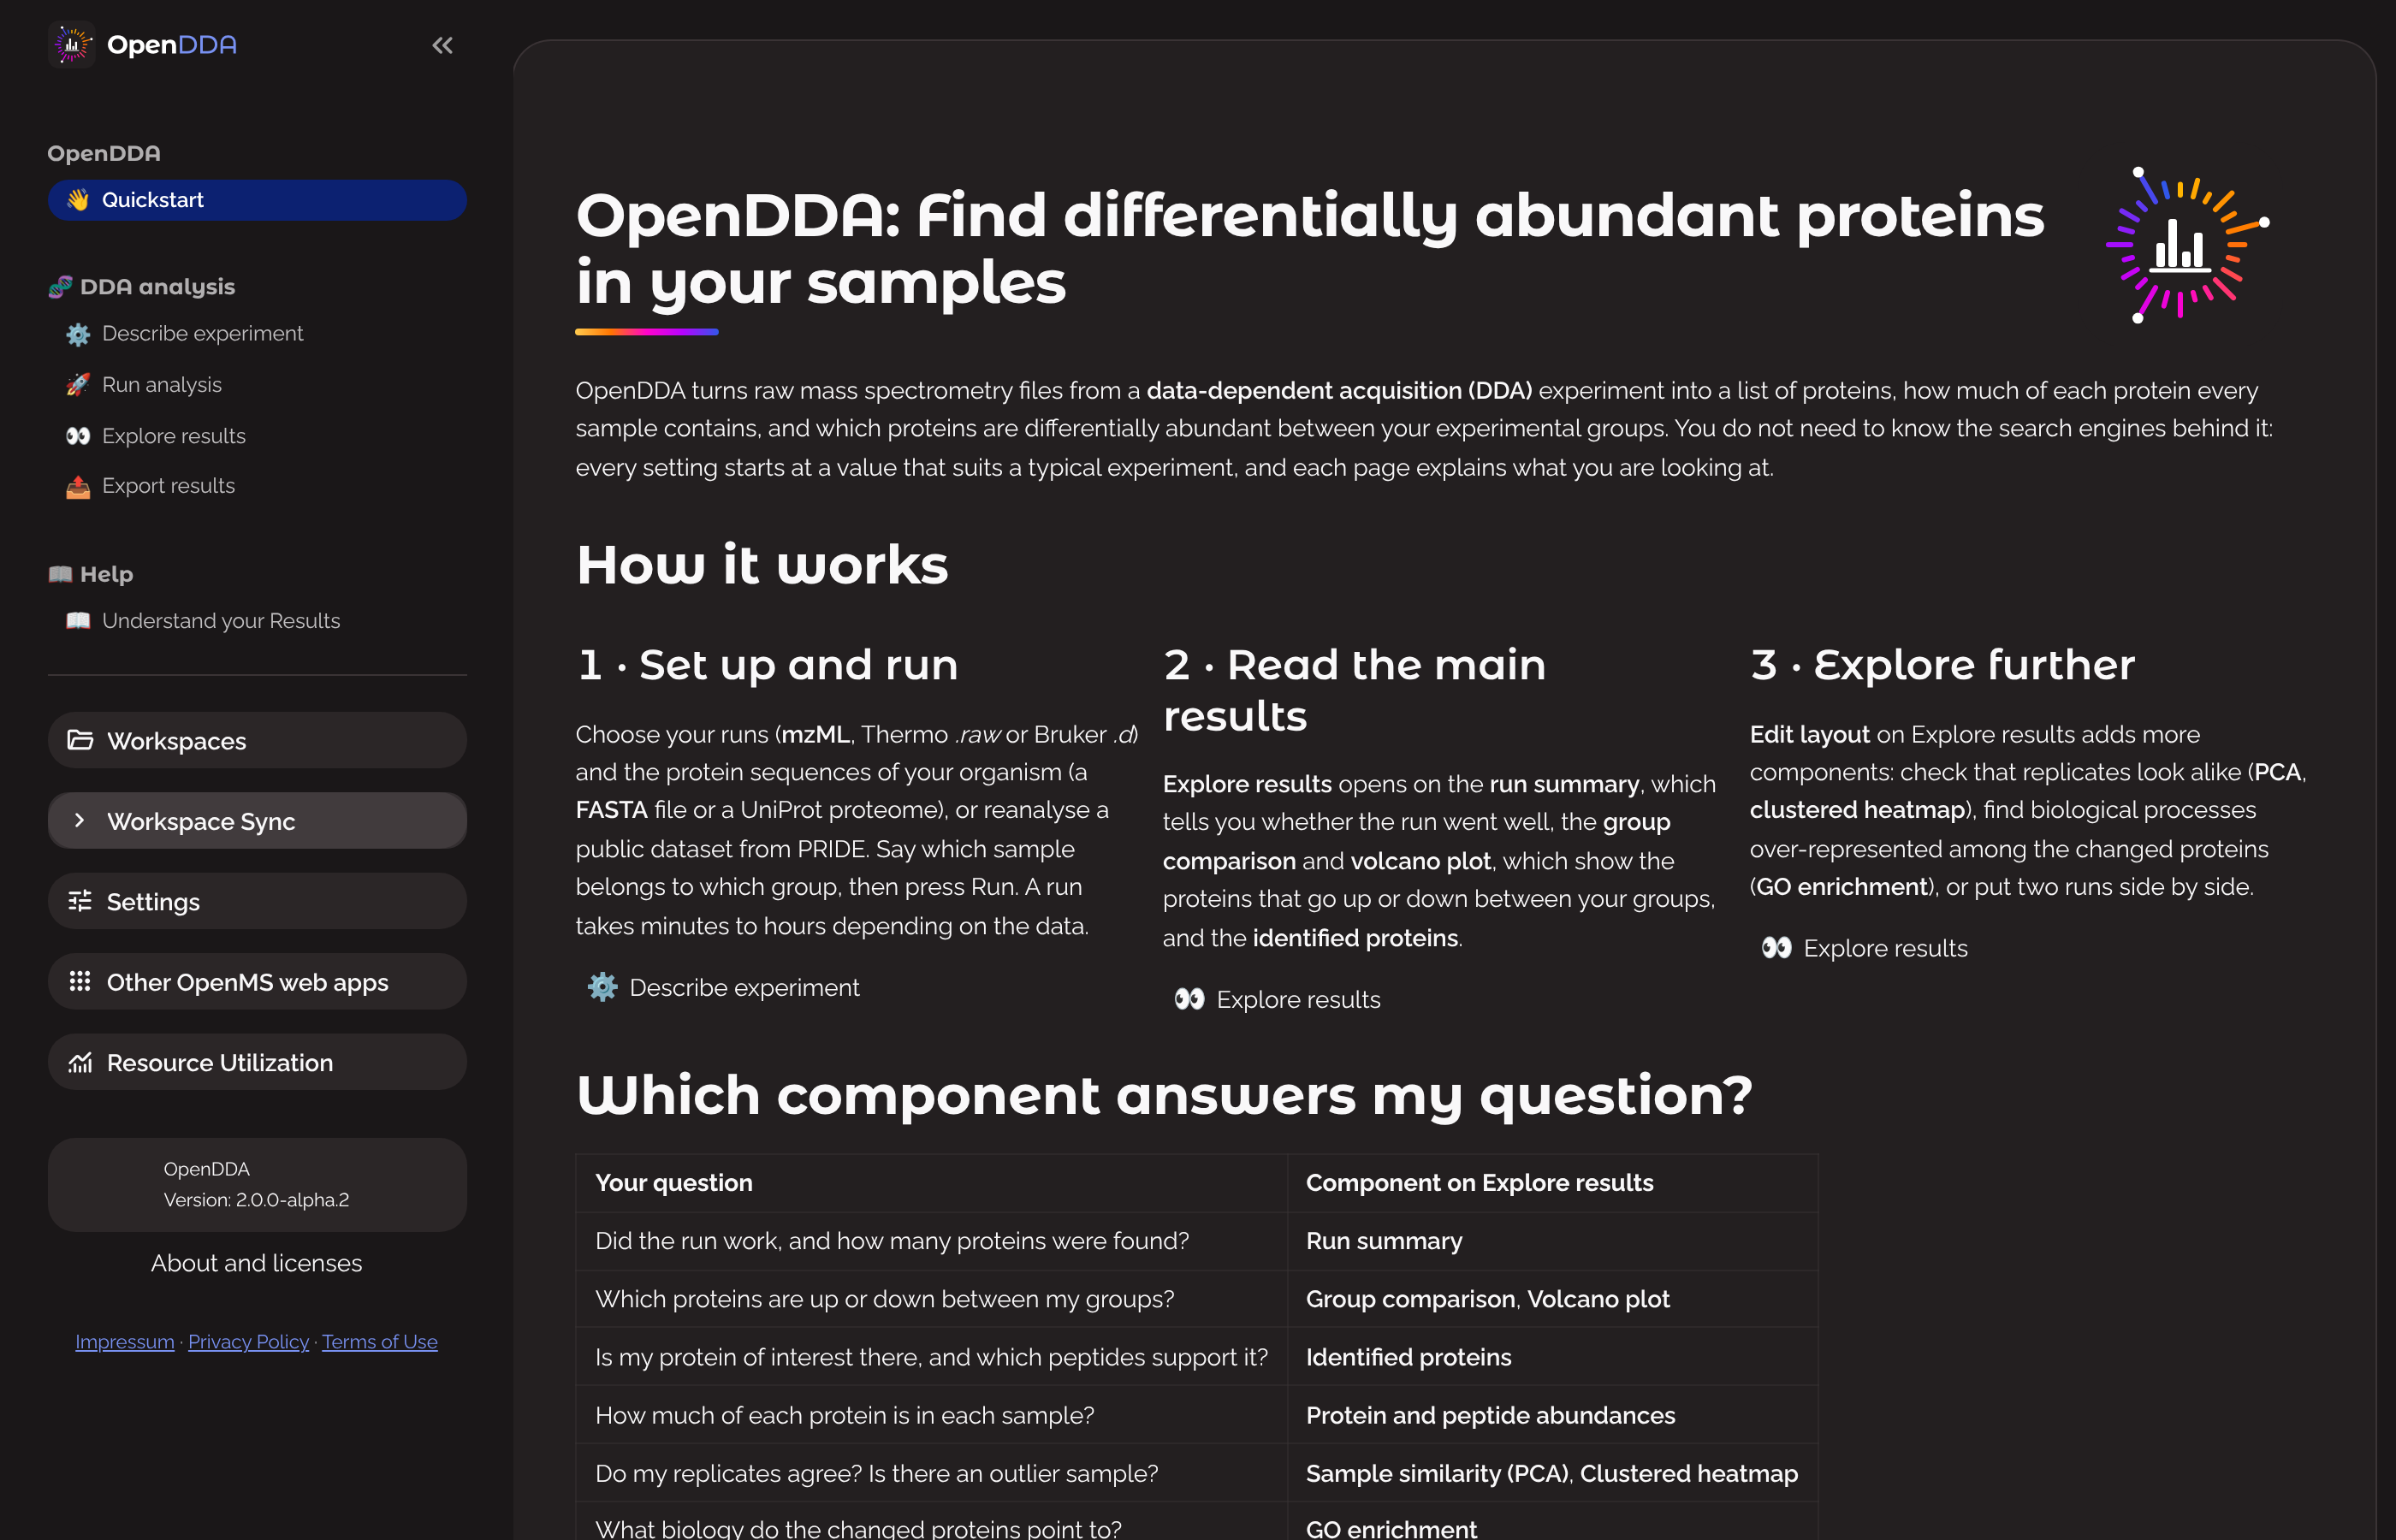 OpenDDA
OpenDDA
Quickstart
DDA analysis
Describe experiment
Run analysis
Explore results
Export results
Help
Understand your Results
Workspaces
Workspace Sync
Settings
Other OpenMS web apps
Resource Utilization
OpenDDA
Version: 2.0.0-alpha.2
About and licenses
Impressum · Privacy Policy · Terms of Use
OpenDDA: Find differentially abundant proteins
in your samples
OpenDDA turns raw mass spectrometry files from a data-dependent acquisition (DDA) experiment into a list of proteins, how much of each protein every
sample contains, and which proteins are differentially abundant between your experimental groups. You do not need to know the search engines behind it:
every setting starts at a value that suits a typical experiment, and each page explains what you are looking at.
How it works
1 · Set up and run
Choose your runs (mzML, Thermo .raw or Bruker .d)
and the protein sequences of your organism (a
FASTA file or a UniProt proteome), or reanalyse a
public dataset from PRIDE. Say which sample
belongs to which group, then press Run. A run
takes minutes to hours depending on the data.
Describe experiment
2 · Read the main
results
Explore results opens on the run summary, which
tells you whether the run went well, the group
comparison and volcano plot, which show the
proteins that go up or down between your groups,
and the identified proteins.
Explore results
3 · Explore further
Edit layout on Explore results adds more
components: check that replicates look alike (PCA,
clustered heatmap), find biological processes
over-represented among the changed proteins
(GO enrichment), or put two runs side by side.
Explore results
Which component answers my question?
Your question Component on Explore results
Did the run work, and how many proteins were found? Run summary
Which proteins are up or down between my groups? Group comparison, Volcano plot
Is my protein of interest there, and which peptides support it? Identified proteins
How much of each protein is in each sample? Protein and peptide abundances
Do my replicates agree? Is there an outlier sample? Sample similarity (PCA), Clustered heatmap
What biology do the changed proteins point to? GO enrichment